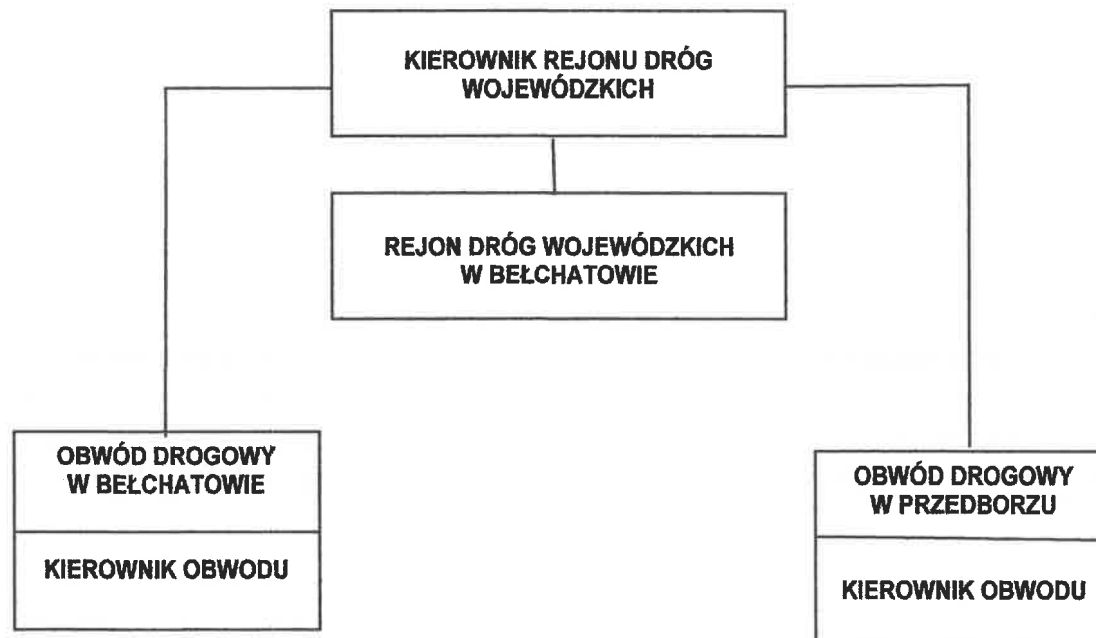 KIEROWNIK REJONU DRÓG
WOJEWÓDZKICH
REJON DRÓG WOJEWÓDZKICH
W BEŁCHATOWIE
OBWÓD DROGOWY
W BEŁCHATOWIE
KIEROWNIK OBWODU
OBWÓD DROGOWY
W PRZEDBORZU
KIEROWNIK OBWODU